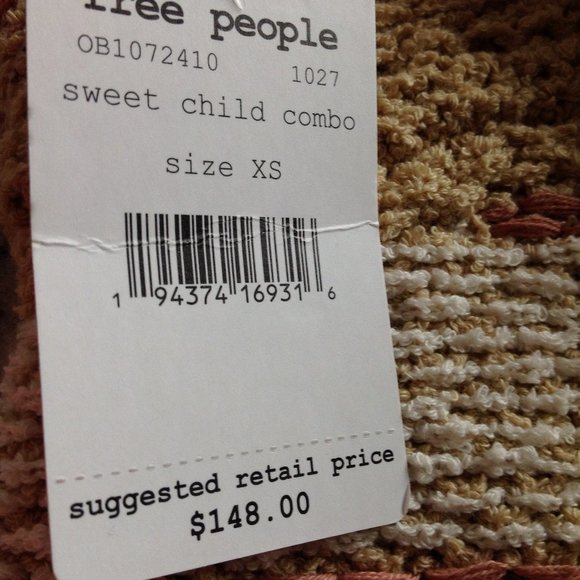 free people
OB1072410 1027
sweet child combo
size XS
1 94374 16931 6
suggested retail price
$148.00